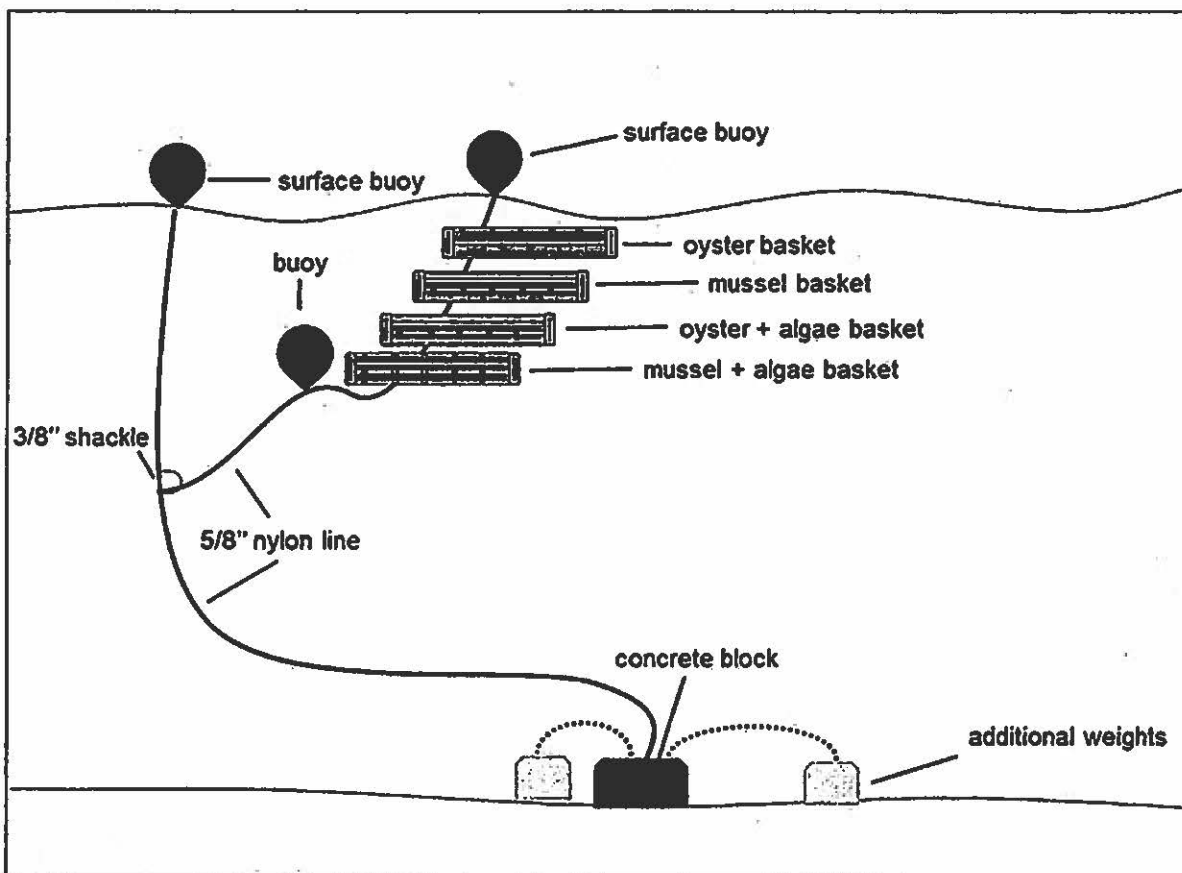 surface buoy
surface buoy
oyster basket
buoy
mussel basket
oyster + algae basket
mussel + algae basket
3/8" shackle
5/8" nylon line
concrete block
additional weights